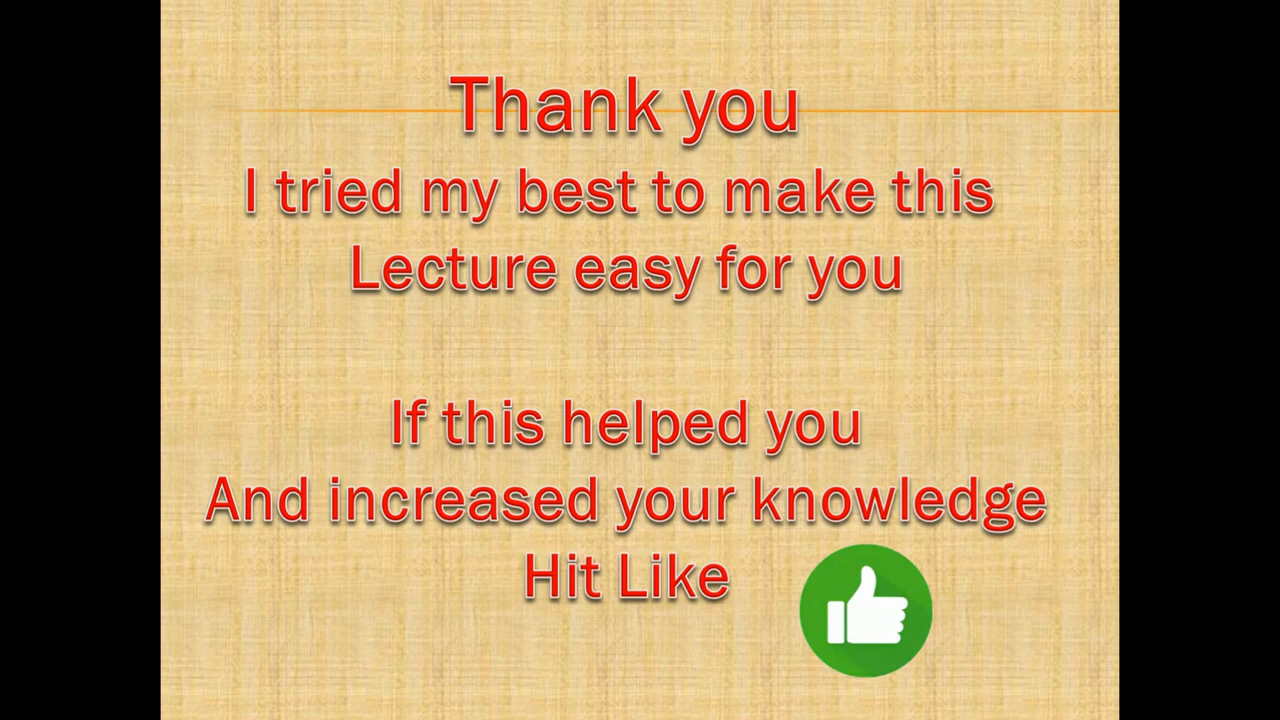 Thank you
I tried my best to make this
Lecture easy for you
If this helped you
And increased your knowledge
Hit Like